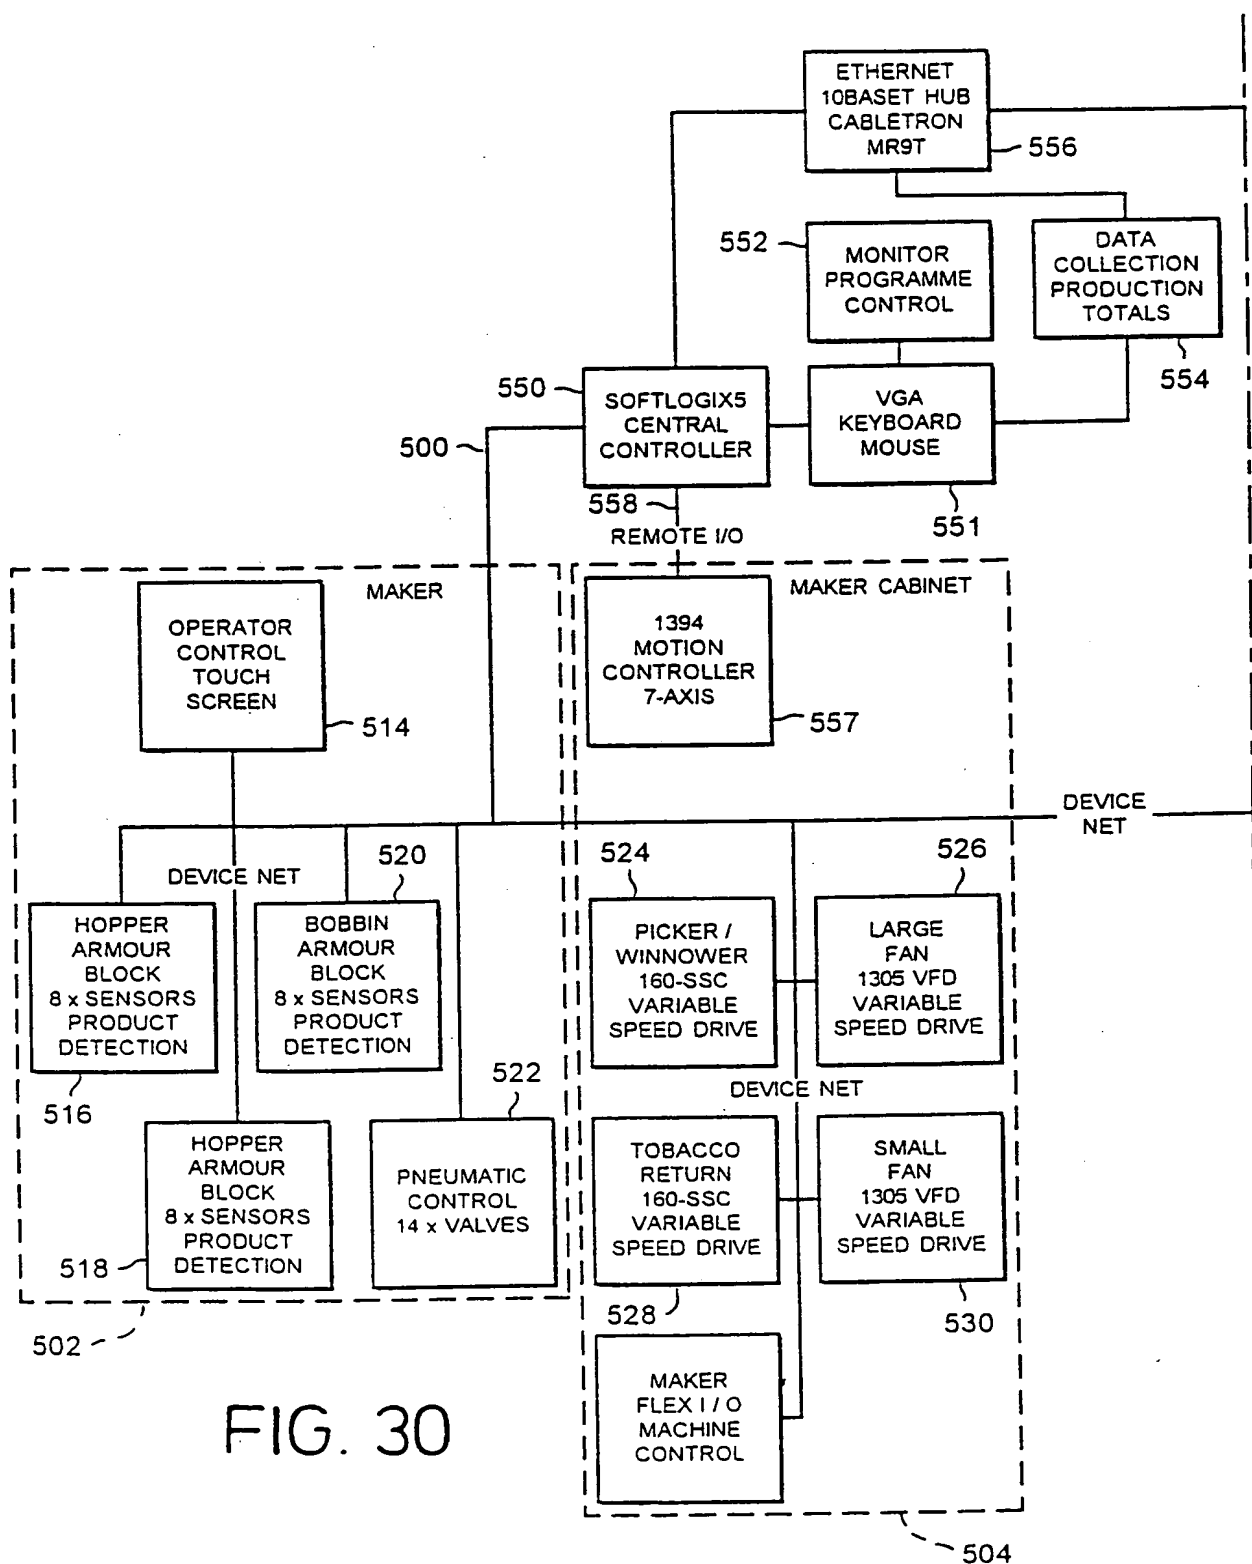 ETHERNET
10BASET HUB
CABLETRON
MR9T
556
552
MONITOR
PROGRAMME
CONTROL
DATA
COLLECTION
PRODUCTION
TOTALS
554
550
SOFTLOGIX5
CENTRAL
CONTROLLER
VGA
KEYBOARD
MOUSE
500
558
551
REMOTE I/O
MAKER
MAKER CABINET
OPERATOR
CONTROL
TOUCH
SCREEN
514
1394
MOTION
CONTROLLER
7-AXIS
557
DEVICE
NET
520
524
526
DEVICE NET
HOPPER
ARMOUR
BLOCK
8 x SENSORS
PRODUCT
DETECTION
516
BOBBIN
ARMOUR
BLOCK
8 x SENSORS
PRODUCT
DETECTION
PICKER /
WINNOWER
160-SSC
VARIABLE
SPEED DRIVE
LARGE
FAN
1305 VFD
VARIABLE
SPEED DRIVE
522
DEVICE NET
HOPPER
ARMOUR
BLOCK
8 x SENSORS
PRODUCT
DETECTION
518
PNEUMATIC
CONTROL
14 x VALVES
TOBACCO
RETURN
160-SSC
VARIABLE
SPEED DRIVE
528
SMALL
FAN
1305 VFD
VARIABLE
SPEED DRIVE
530
502
MAKER
FLEX I / O
MACHINE
CONTROL
504
FIG. 30